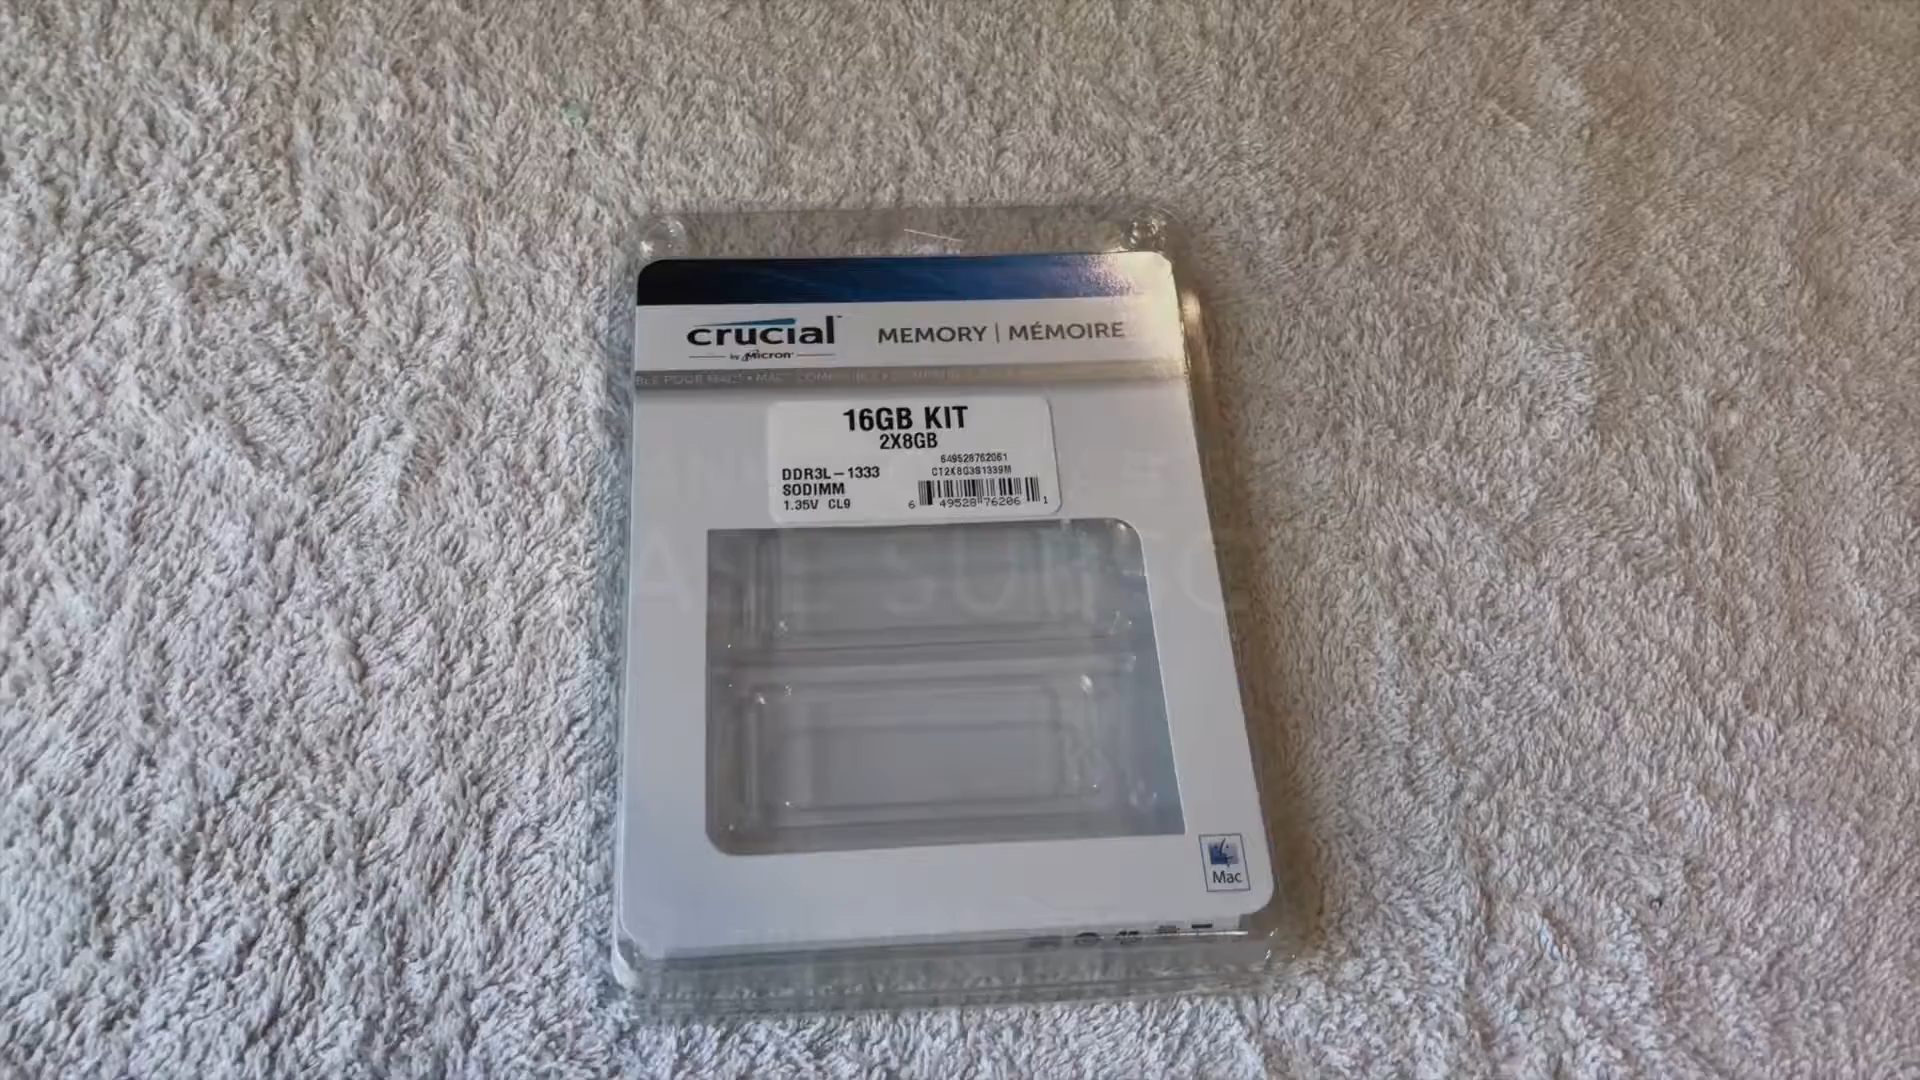 crucial
by Micron
MEMORY | MÉMOIRE
16GB KIT
2X8GB
649528762061
CT2K8G3S1339M
DDR3L-1333
SODIMM
1.35V CL9
6 49528 76206 1
Mac